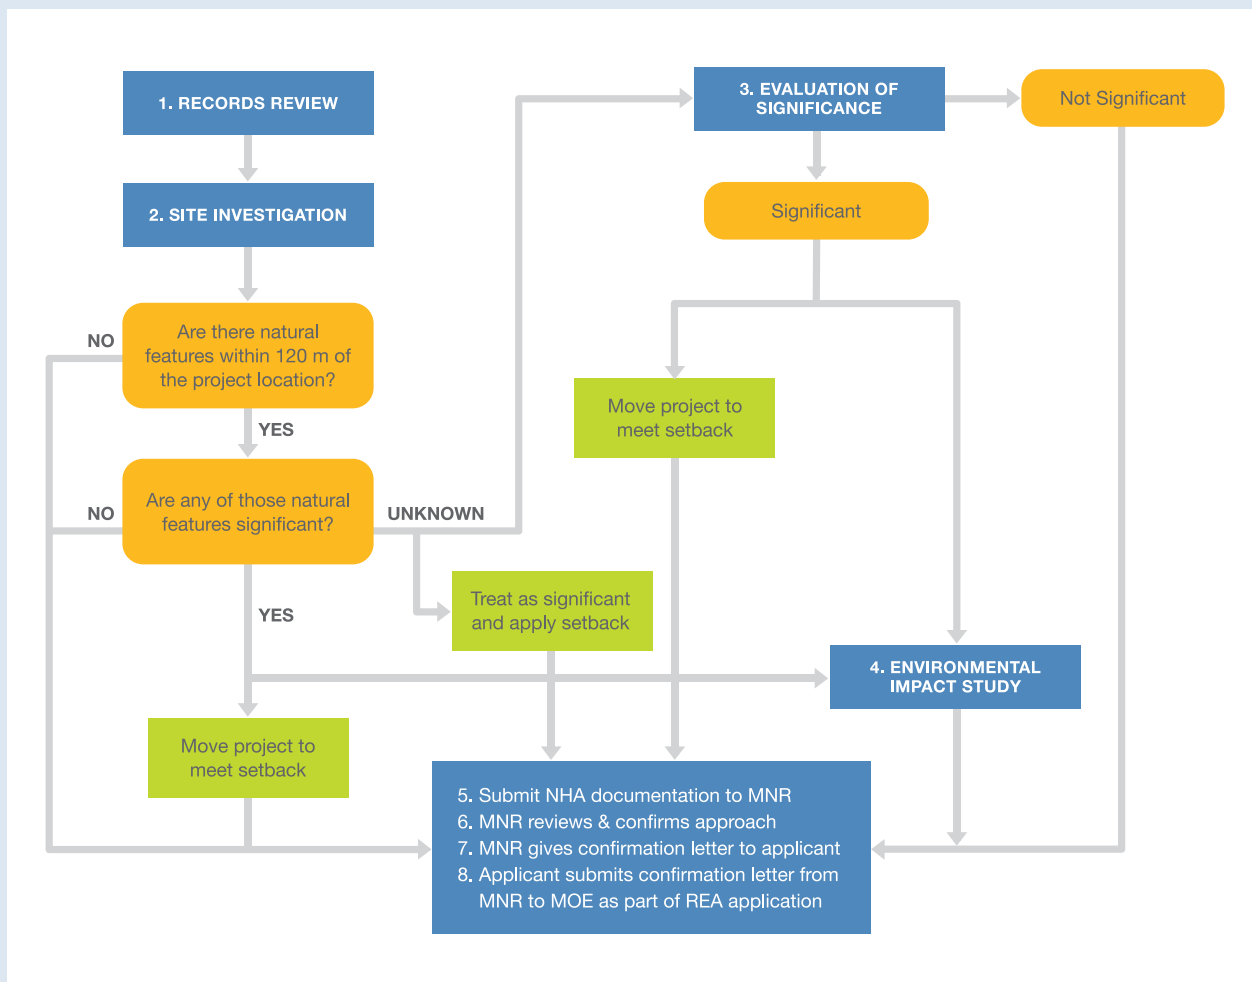 1. RECORDS REVIEW
2. SITE INVESTIGATION
Are there natural
features within 120 m of
the project location?
NO
YES
Are any of those natural
features significant?
NO
UNKNOWN
YES
Treat as significant
and apply setback
Move project to
meet setback
3. EVALUATION OF
SIGNIFICANCE
Not Significant
Significant
Move project to
meet setback
4. ENVIRONMENTAL
IMPACT STUDY
5. Submit NHA documentation to MNR
6. MNR reviews & confirms approach
7. MNR gives confirmation letter to applicant
8. Applicant submits confirmation letter from
MNR to MOE as part of REA application